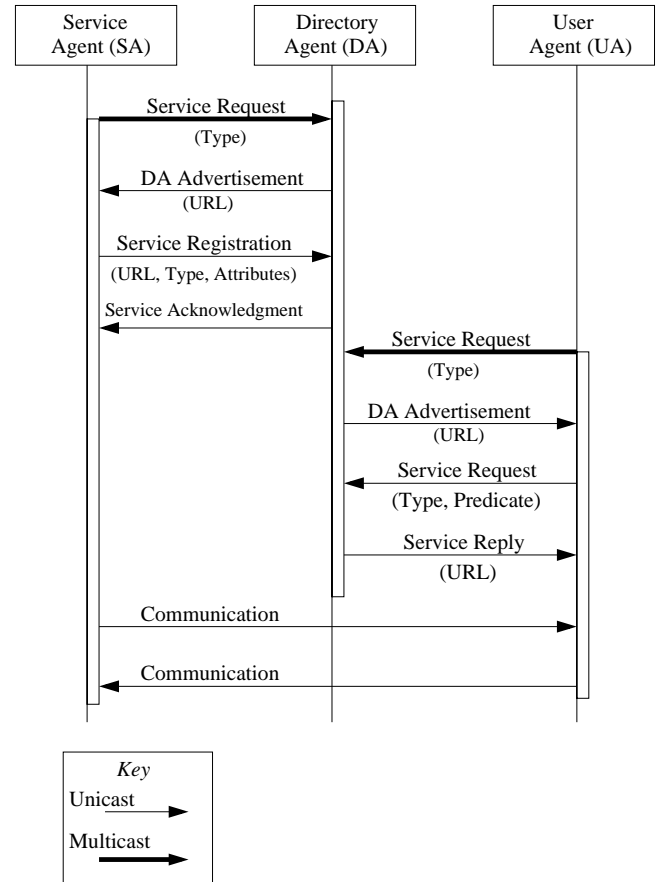 Service
Agent (SA)
Directory
Agent (DA)
User
Agent (UA)
Service Request
(Type)
DA Advertisement
(URL)
Service Registration
(URL, Type, Attributes)
Service Acknowledgment
Service Request
(Type)
DA Advertisement
(URL)
Service Request
(Type, Predicate)
Service Reply
(URL)
Communication
Communication
Key
Unicast
Multicast